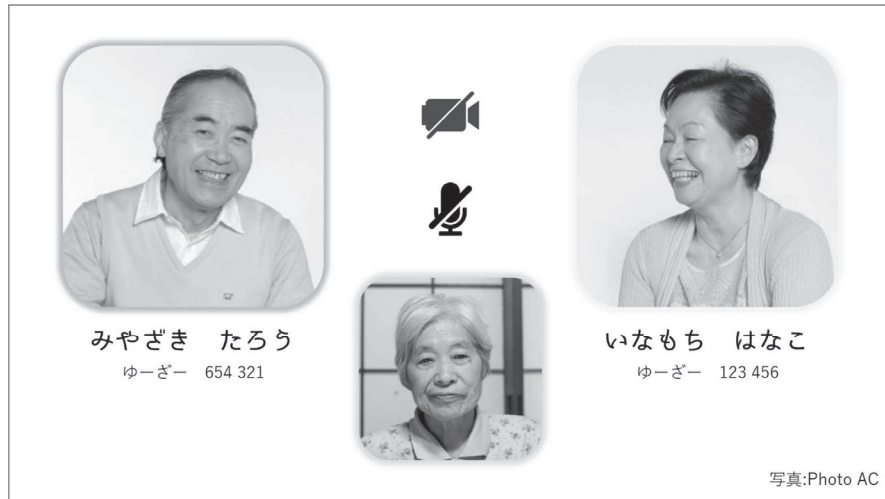 みやざき　たろう
ゆーざー　654 321
いなもち　はなこ
ゆーざー　123 456
写真:Photo AC